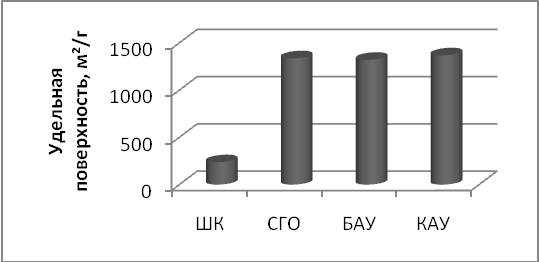 Удельная
поверхность, м²/г
1500
1000
500
0
ШК СГО БАУ КАУ